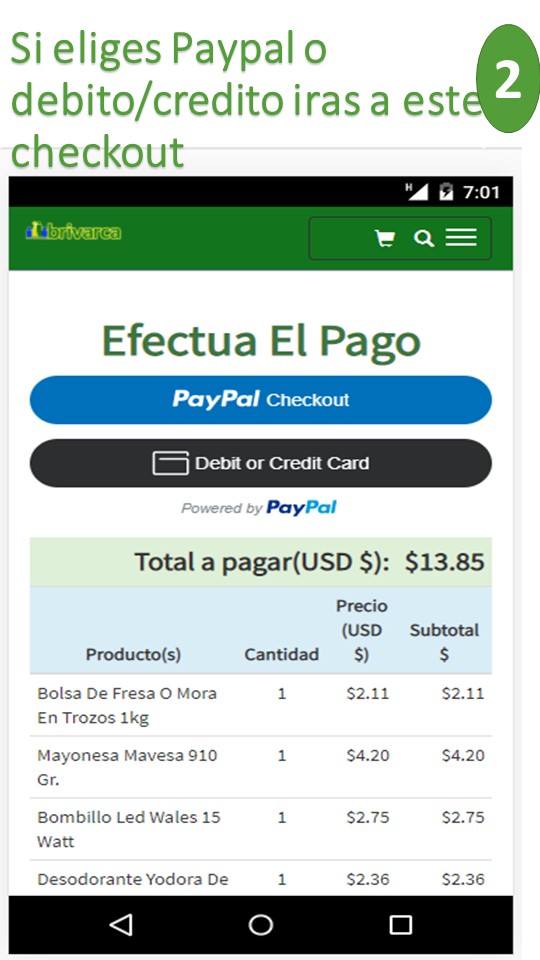 Si eliges Paypal o
debito/credito iras a este
checkout
2
H 7:01
brivarca
Efectua El Pago
PayPal Checkout
Debit or Credit Card
Powered by PayPal
Total a pagar(USD $): $13.85
Producto(s) Cantidad Precio (USD $) Subtotal $
Bolsa De Fresa O Mora 1 $2.11 $2.11
En Trozos 1kg
Mayonesa Mavesa 910 1 $4.20 $4.20
Gr.
Bombillo Led Wales 15 1 $2.75 $2.75
Watt
Desodorante Yodora De 1 $2.36 $2.36